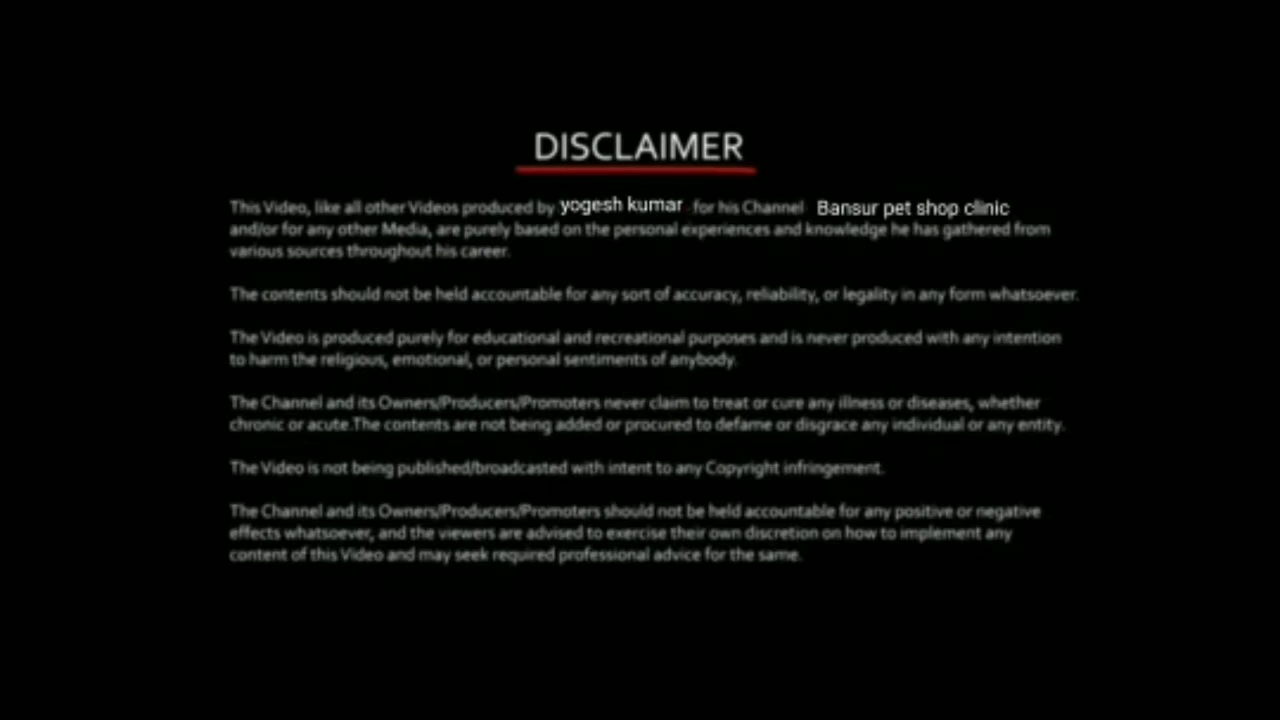 DISCLAIMER
This Video, like all other Videos produced by yogesh kumar for his Channel Bansur pet shop clinic
and/or for any other Media, are purely based on the personal experiences and knowledge he has gathered from
various sources throughout his career.
The contents should not be held accountable for any sort of accuracy, reliability, or legality in any form whatsoever.
The Video is produced purely for educational and recreational purposes and is never produced with any intention
to harm the religious, emotional, or personal sentiments of anybody.
The Channel and its Owners/Producers/Promoters never claim to treat or cure any illness or diseases, whether
chronic or acute.The contents are not being added or procured to defame or disgrace any individual or any entity.
The Video is not being published/broadcasted with intent to any Copyright infringement.
The Channel and its Owners/Producers/Promoters should not be held accountable for any positive or negative
effects whatsoever, and the viewers are advised to exercise their own discretion on how to implement any
content of this Video and may seek required professional advice for the same.